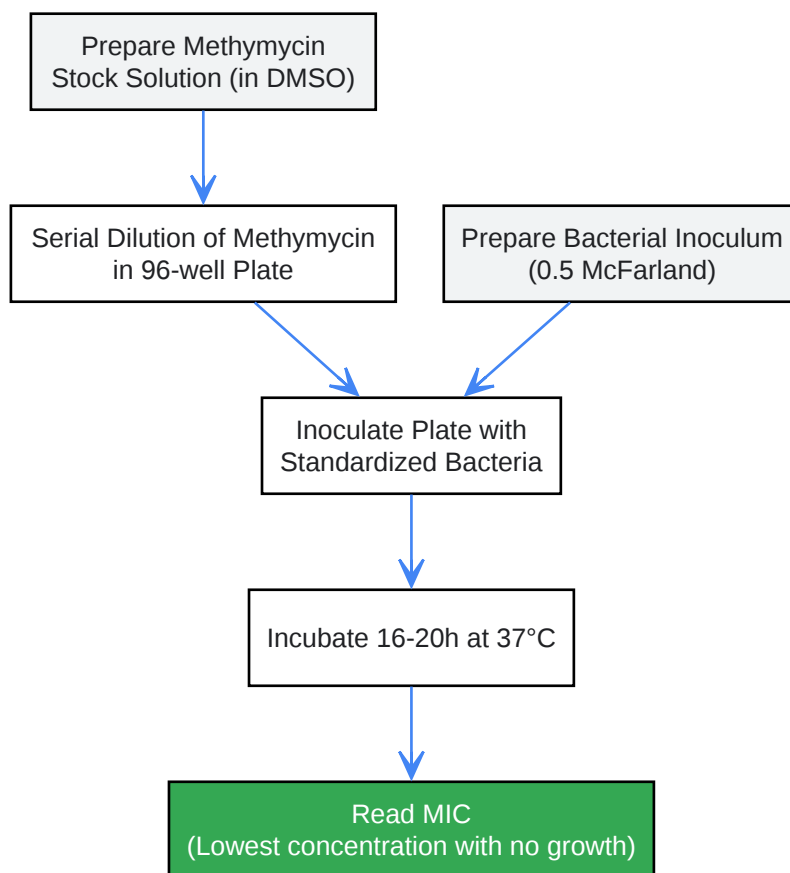 Prepare Methymycin
Stock Solution (in DMSO)
Serial Dilution of Methymycin
in 96-well Plate
Prepare Bacterial Inoculum
(0.5 McFarland)
Inoculate Plate with
Standardized Bacteria
Incubate 16-20h at 37°C
Read MIC
(Lowest concentration with no growth)